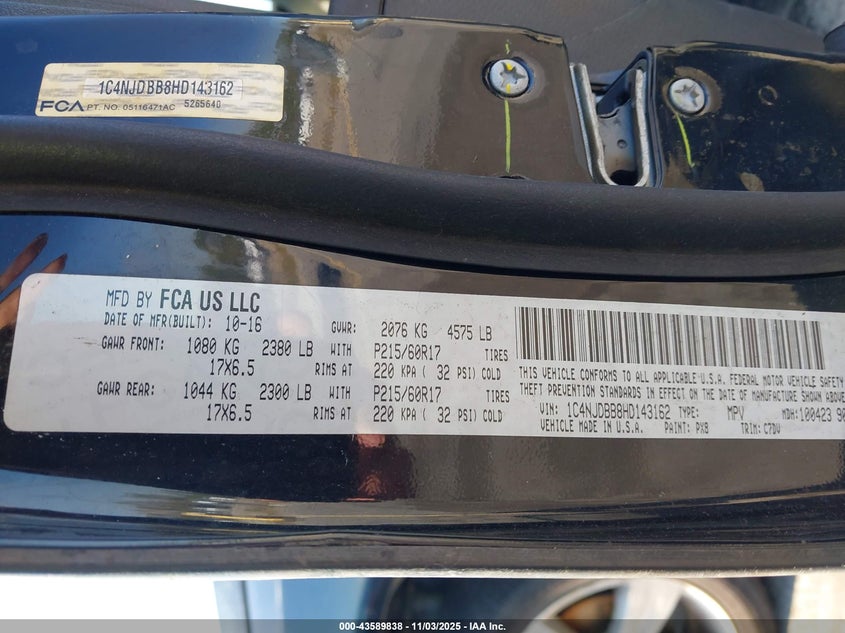 1C4NJDBB8HD143162
FCA PT. NO. 05116471AC 5265640
MFD BY FCA US LLC
DATE OF MFR(BUILT): 10-16 GVWR: 2076 KG 4575 LB
GAWR FRONT: 1080 KG 2380 LB WITH P215/60R17 TIRES
17X6.5 RIMS AT 220 KPA ( 32 PSI) COLD
GAWR REAR: 1044 KG 2300 LB WITH P215/60R17 TIRES
17X6.5 RIMS AT 220 KPA ( 32 PSI) COLD
THIS VEHICLE CONFORMS TO ALL APPLICABLE U.S.A. FEDERAL MOTOR VEHICLE SAFETY
THEFT PREVENTION STANDARDS IN EFFECT ON THE DATE OF MANUFACTURE SHOWN
VIN: 1C4NJDBB8HD143162 TYPE: MPV MDH: 100423 90
VEHICLE MADE IN U.S.A. PAINT: PX8 TRIM: C7DV
000-43589838 - 11/03/2025 - IAA Inc.